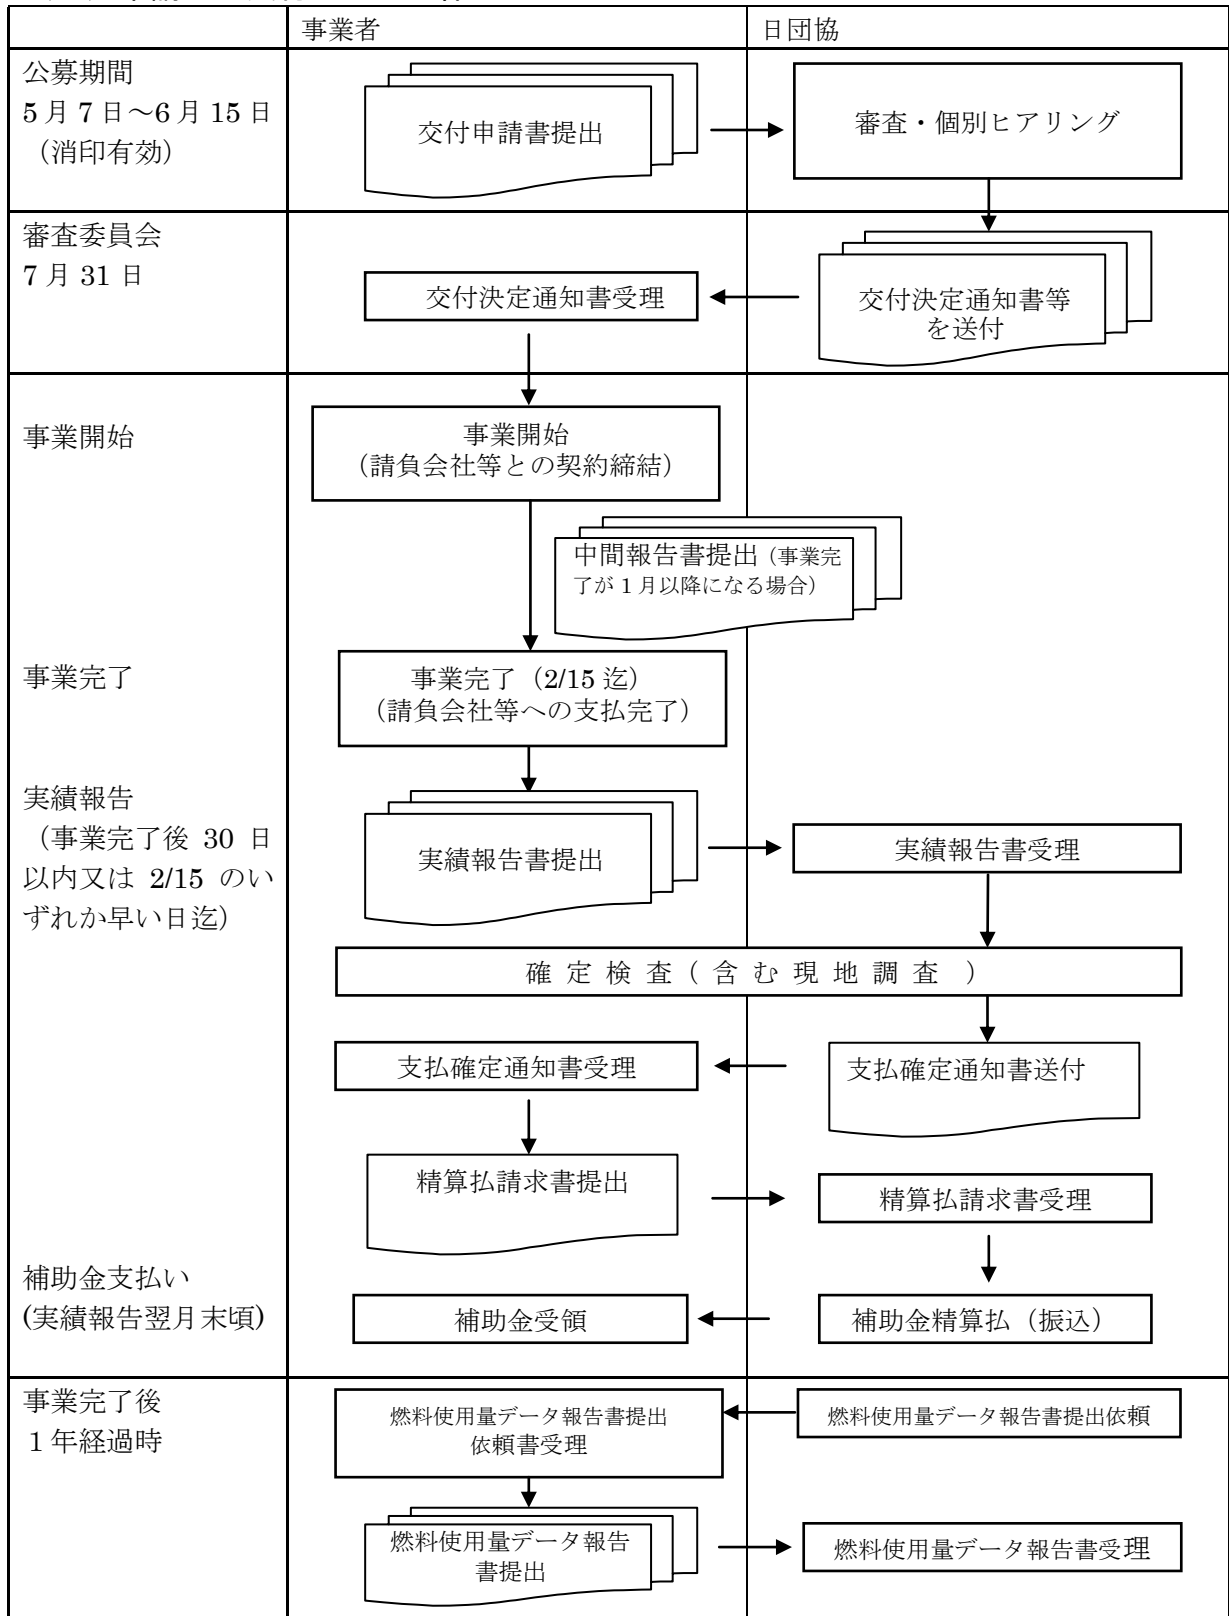 事業者
日団協
公募期間
5月7日～6月15日
（消印有効）
交付申請書提出
審査・個別ヒアリング
審査委員会
7月31日
交付決定通知書受理
交付決定通知書等
を送付
事業開始
事業開始
（請負会社等との契約締結）
中間報告書提出（事業完
了が1月以降になる場合）
事業完了
事業完了（2/15迄）
（請負会社等への支払完了）
実績報告
（事業完了後 30 日
以内又は 2/15 のい
ずれか早い日迄）
実績報告書提出
実績報告書受理
確定検査（含む現地調査）
支払確定通知書受理
支払確定通知書送付
精算払請求書提出
精算払請求書受理
補助金支払い
(実績報告翌月末頃)
補助金受領
補助金精算払（振込）
事業完了後
１年経過時
燃料使用量データ報告書提出
依頼書受理
燃料使用量データ報告書提出依頼
燃料使用量データ報告
書提出
燃料使用量データ報告書受理